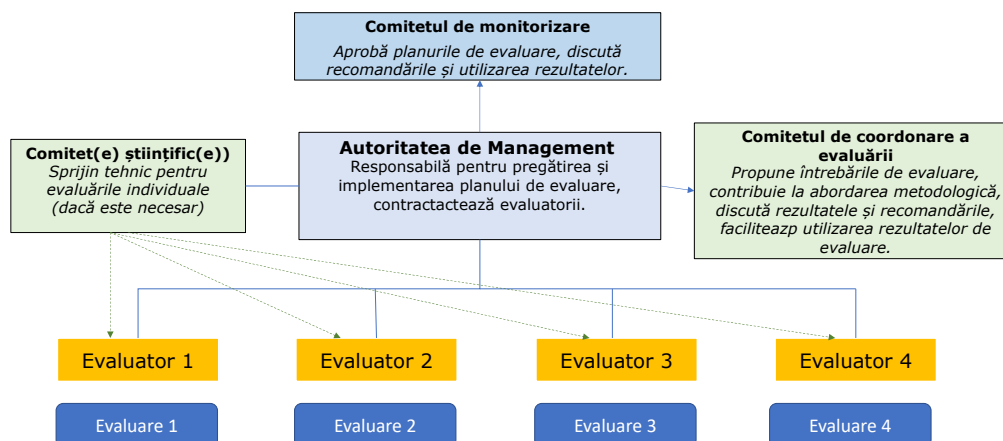 Comitetul de monitorizare
Aprobă planurile de evaluare, discută
recomandările și utilizarea rezultatelor.
Comitet(e) științific(e))
Sprijin tehnic pentru
evaluările individuale
(dacă este necesar)
Autoritatea de Management
Responsabilă pentru pregătirea și
implementarea planului de evaluare,
contractactează evaluatorii.
Comitetul de coordonare a
evaluării
Propune întrebările de evaluare,
contribuie la abordarea metodologică,
discută rezultatele și recomandările,
faciliteazp utilizarea rezultatelor de
evaluare.
Evaluator 1
Evaluator 2
Evaluator 3
Evaluator 4
Evaluare 1
Evaluare 2
Evaluare 3
Evaluare 4